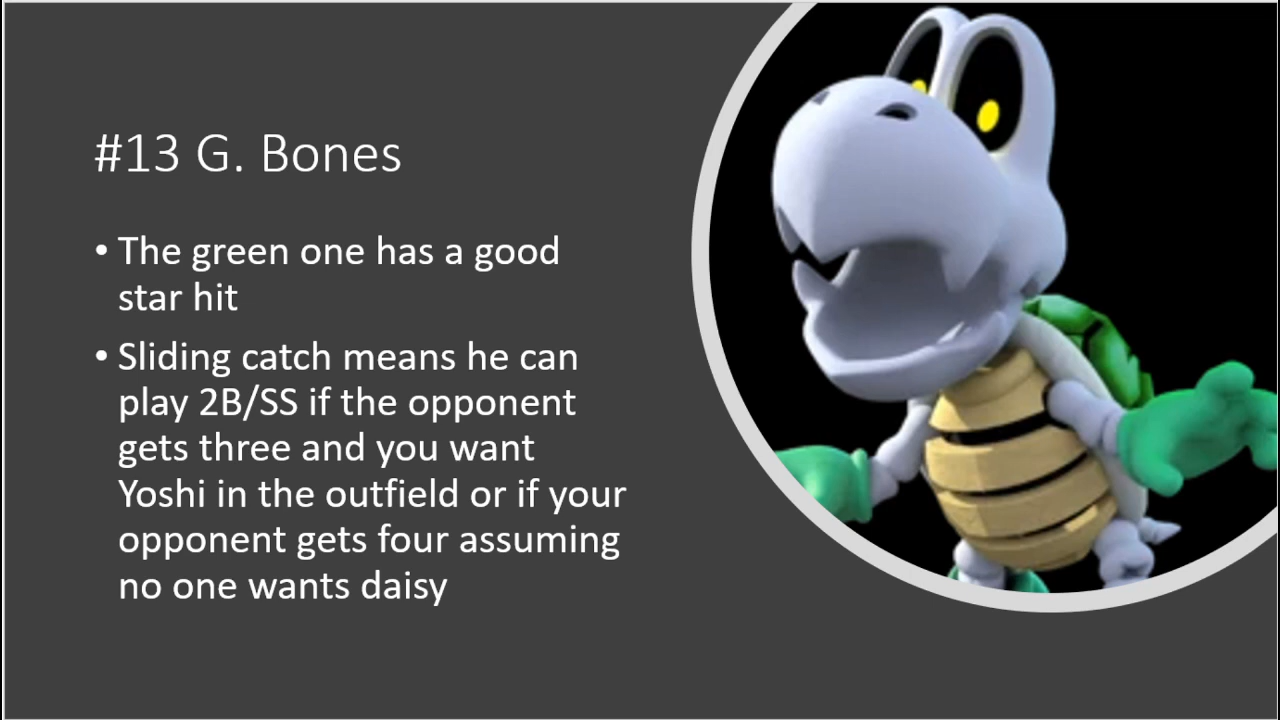 #13 G. Bones
• The green one has a good
star hit
• Sliding catch means he can
play 2B/SS if the opponent
gets three and you want
Yoshi in the outfield or if your
opponent gets four assuming
no one wants daisy